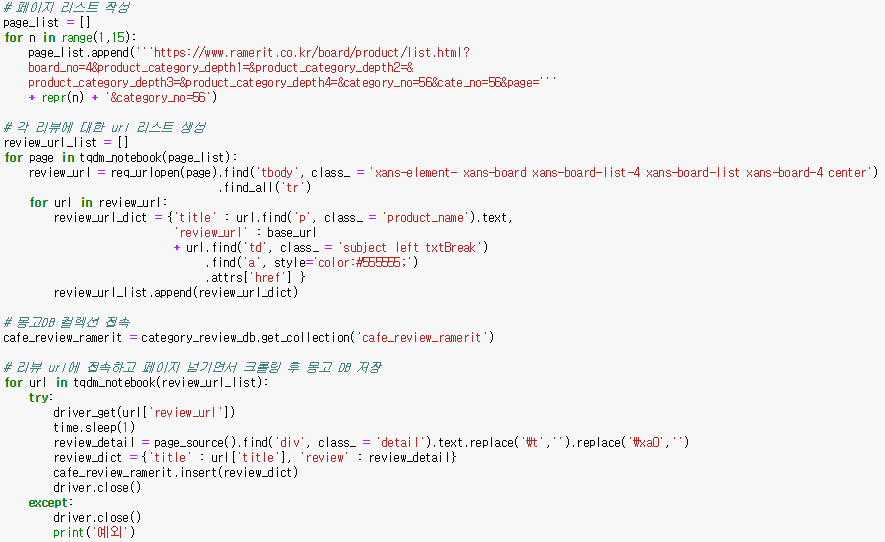 # 페이지 리스트 작성
page_list = []
for n in range(1,15):
    page_list.append('''https://www.ramerit.co.kr/board/product/list.html?
    board_no=4&product_category_depth1=&product_category_depth2=&
    product_category_depth3=&product_category_depth4=&category_no=56&cate_no=56&page='''
    + repr(n) + '&category_no=56')
# 각 리뷰에 대한 url 리스트 생성
review_url_list = []
for page in tqdm_notebook(page_list):
    review_url = req_urlopen(page).find('tbody', class_ = 'xans-element- xans-board xans-board-list-4 xans-board-list xans-board-4 center')
                                  .find_all('tr')
    for url in review_url:
        review_url_dict = {'title' : url.find('p', class_ = 'product_name').text,
                           'review_url' : base_url
                           + url.find('td', class_ = 'subject left txtBreak')
                                .find('a', style='color:#555555;')
                                .attrs['href'] }
        review_url_list.append(review_url_dict)
# 몽고DB 컬렉션 접속
cafe_review_ramerit = category_review_db.get_collection('cafe_review_ramerit')
# 리뷰 url에 접속하고 페이지 넘기면서 크롤링 후 몽고 DB 저장
for url in tqdm_notebook(review_url_list):
    try:
        driver_get(url['review_url'])
        time.sleep(1)
        review_detail = page_source().find('div', class_ = 'detail').text.replace('₩t','').replace('₩xa0','')
        review_dict = {'title' : url['title'], 'review' : review_detail}
        cafe_review_ramerit.insert(review_dict)
        driver.close()
    except:
        driver.close()
        print('예외')